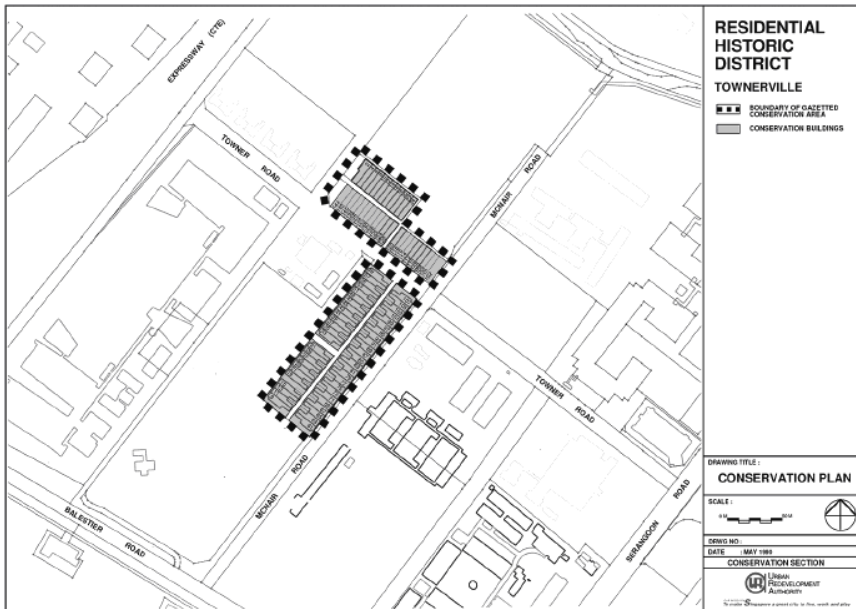 RESIDENTIAL
HISTORIC
DISTRICT
TOWNERVILLE
BOUNDARY OF GAZETTED
CONSERVATION AREA
CONSERVATION BUILDINGS
EXPRESSWAY (CTE)
TOWNER ROAD
MCNAIR ROAD
TOWNER ROAD
MCNAIR ROAD
BALESTIER ROAD
SERANGOON ROAD
DRAWING TITLE :
CONSERVATION PLAN
SCALE :
DRWG NO :
DATE : MAY
CONSERVATION SECTION
URBAN
REDEVELOPMENT
AUTHORITY